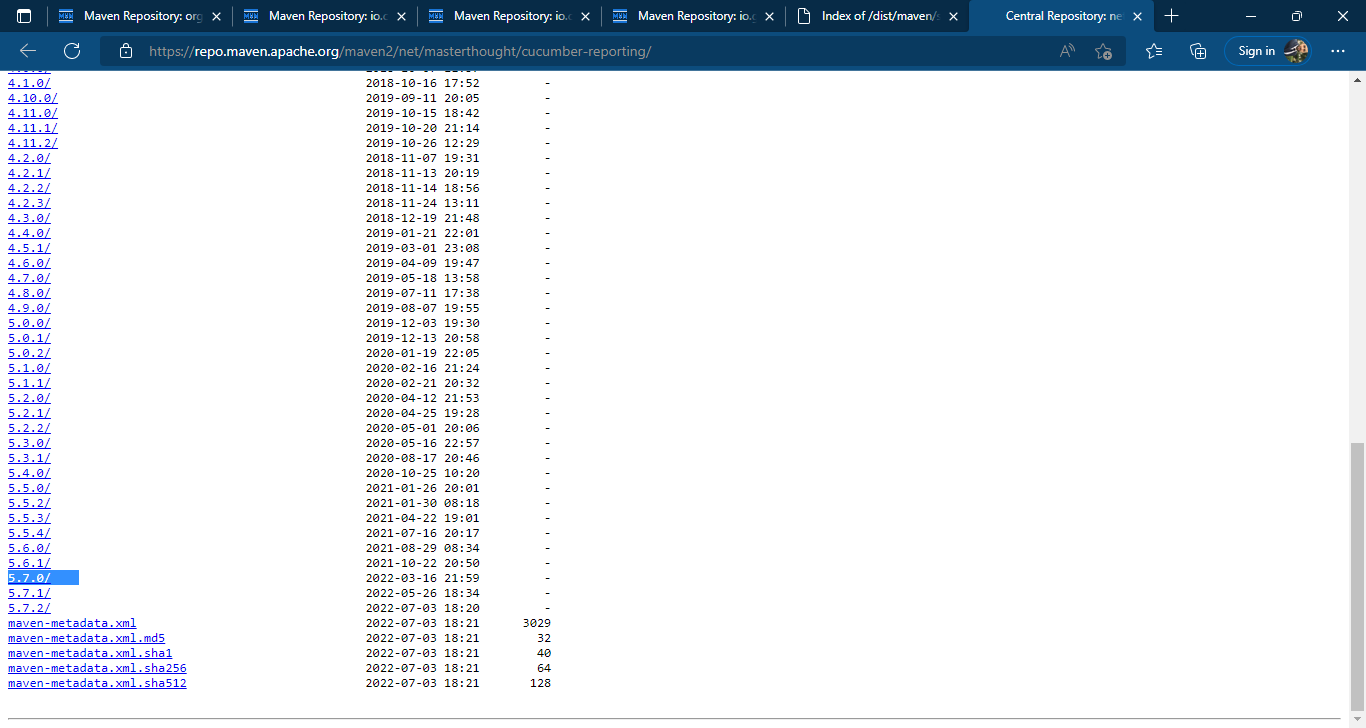 Maven Repository: org
Maven Repository: io.c
Maven Repository: io.c
Maven Repository: io.g
Index of /dist/maven/s
Central Repository: net
https://repo.maven.apache.org/maven2/net/masterthought/cucumber-reporting/
Sign in
4.1.0/ 2018-10-16 17:52 -
4.10.0/ 2019-09-11 20:05 -
4.11.0/ 2019-10-15 18:42 -
4.11.1/ 2019-10-20 21:14 -
4.11.2/ 2019-10-26 12:29 -
4.2.0/ 2018-11-07 19:31 -
4.2.1/ 2018-11-13 20:19 -
4.2.2/ 2018-11-14 18:56 -
4.2.3/ 2018-11-24 13:11 -
4.3.0/ 2018-12-19 21:48 -
4.4.0/ 2019-01-21 22:01 -
4.5.1/ 2019-03-01 23:08 -
4.6.0/ 2019-04-09 19:47 -
4.7.0/ 2019-05-18 13:58 -
4.8.0/ 2019-07-11 17:38 -
4.9.0/ 2019-08-07 19:55 -
5.0.0/ 2019-12-03 19:30 -
5.0.1/ 2019-12-13 20:58 -
5.0.2/ 2020-01-19 22:05 -
5.1.0/ 2020-02-16 21:24 -
5.1.1/ 2020-02-21 20:32 -
5.2.0/ 2020-04-12 21:53 -
5.2.1/ 2020-04-25 19:28 -
5.2.2/ 2020-05-01 20:06 -
5.3.0/ 2020-05-16 22:57 -
5.3.1/ 2020-08-17 20:46 -
5.4.0/ 2020-10-25 10:20 -
5.5.0/ 2021-01-26 20:01 -
5.5.2/ 2021-01-30 08:18 -
5.5.3/ 2021-04-22 19:01 -
5.5.4/ 2021-07-16 20:17 -
5.6.0/ 2021-08-29 08:34 -
5.6.1/ 2021-10-22 20:50 -
5.7.0/ 2022-03-16 21:59 -
5.7.1/ 2022-05-26 18:34 -
5.7.2/ 2022-07-03 18:20 -
maven-metadata.xml 2022-07-03 18:21 3029
maven-metadata.xml.md5 2022-07-03 18:21 32
maven-metadata.xml.sha1 2022-07-03 18:21 40
maven-metadata.xml.sha256 2022-07-03 18:21 64
maven-metadata.xml.sha512 2022-07-03 18:21 128